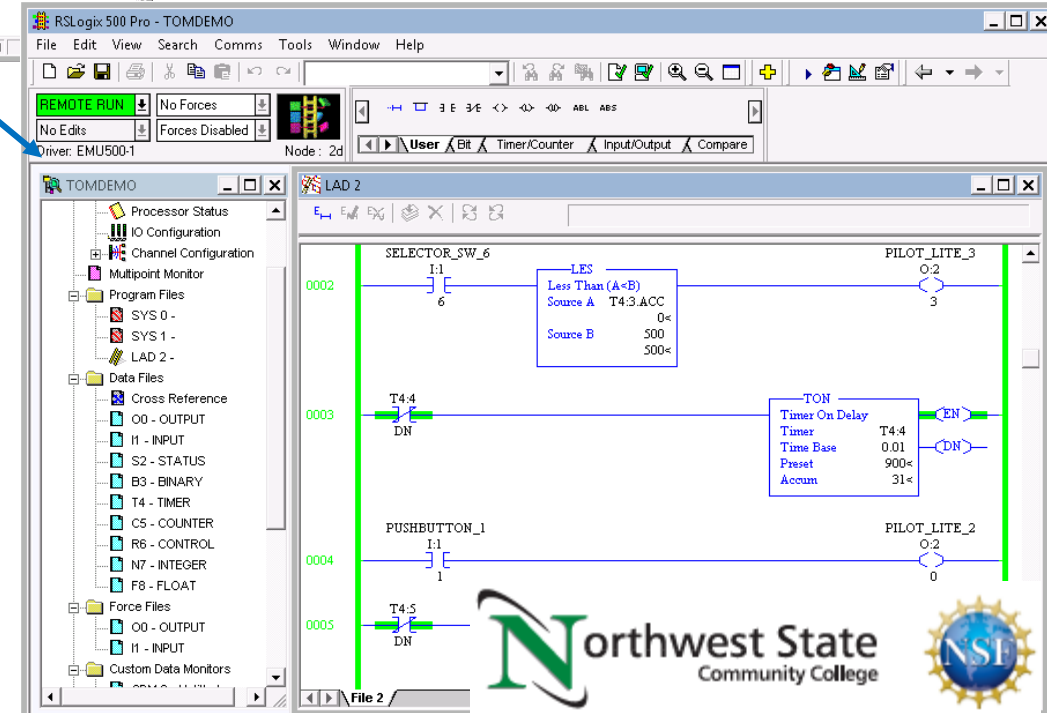 RSLogix 500 Pro - TOMDEMO
File Edit View Search Comms Tools Window Help
REMOTE RUN No Forces
No Edits Forces Disabled
Driver: EMU500-1 Node : 2d
ABL ABS
User Bit Timer/Counter Input/Output Compare
TOMDEMO
Processor Status
IO Configuration
Channel Configuration
Multipoint Monitor
Program Files
SYS 0 -
SYS 1 -
LAD 2 -
Data Files
Cross Reference
O0 - OUTPUT
I1 - INPUT
S2 - STATUS
B3 - BINARY
T4 - TIMER
C5 - COUNTER
R6 - CONTROL
N7 - INTEGER
F8 - FLOAT
Force Files
O0 - OUTPUT
I1 - INPUT
Custom Data Monitors
LAD 2
SELECTOR_SW_6 PILOT_LITE_3
I:1 LES O:2
0002 Less Than (A<B)
6 Source A T4:3.ACC 3
0<
Source B 500
500<
T4:4 TON
0003 Timer On Delay EN
DN Timer T4:4
Time Base 0.01 DN
Preset 900<
Accum 31<
PUSHBUTTON_1 PILOT_LITE_2
I:1 O:2
0004
1 0
T4:5
0005
DN
File 2
Northwest State
Community College
NSF